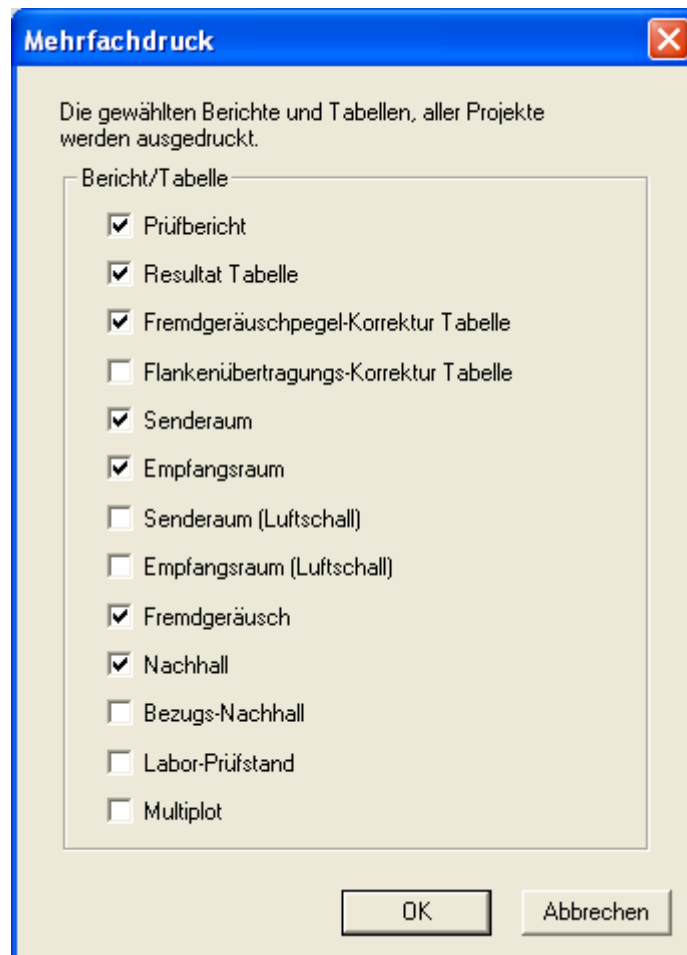 Mehrfachdruck
Die gewählten Berichte und Tabellen, aller Projekte
werden ausgedruckt.
Bericht/Tabelle
Prüfbericht
Resultat Tabelle
Fremdgeräuschpegel-Korrektur Tabelle
Flankenübertragungs-Korrektur Tabelle
Senderaum
Empfangsraum
Senderaum (Luftschall)
Empfangsraum (Luftschall)
Fremdgeräusch
Nachhall
Bezugs-Nachhall
Labor-Prüfstand
Multiplot
OK
Abbrechen